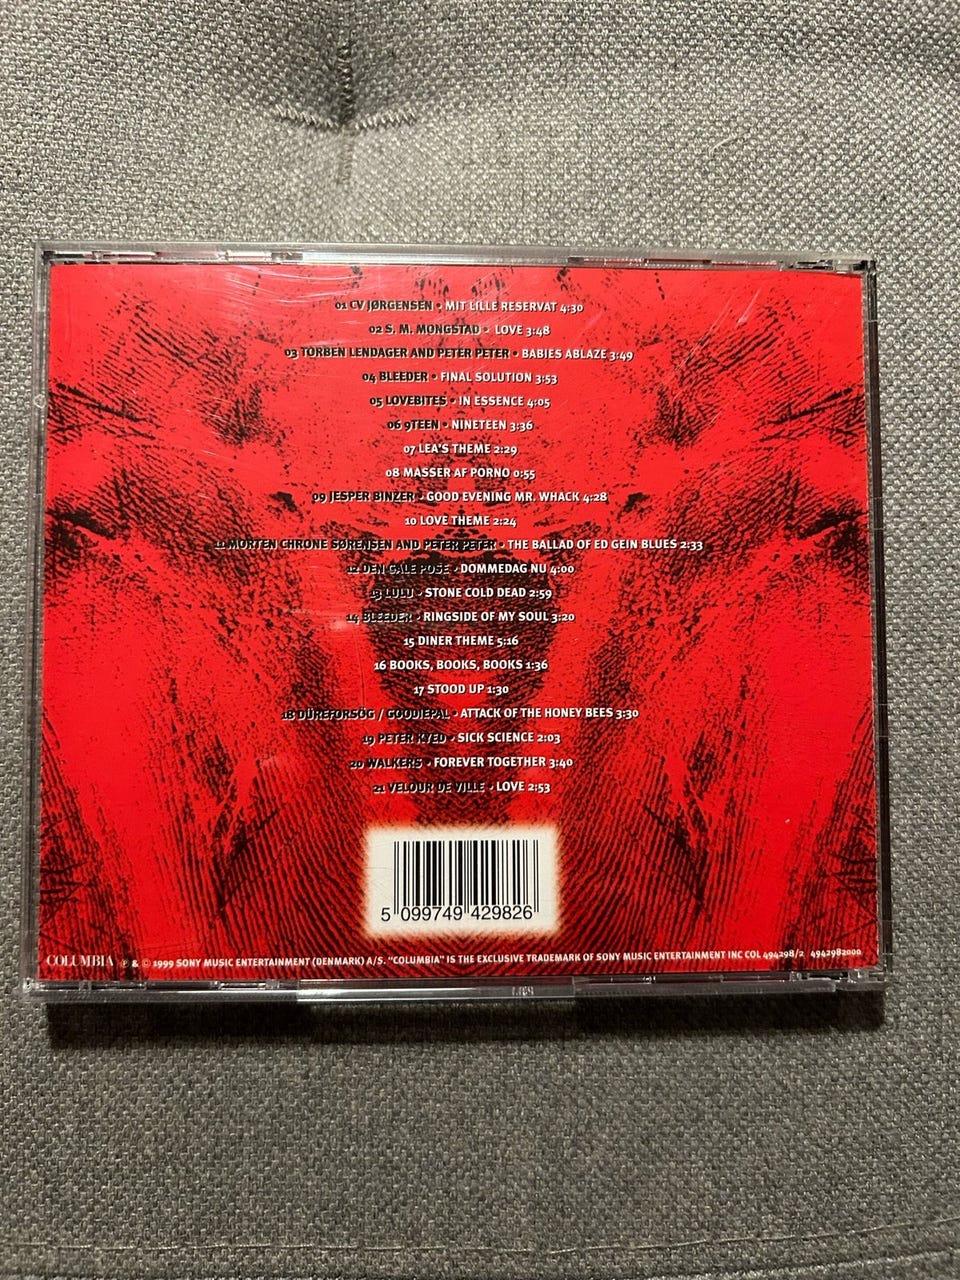 01 CV JØRGENSEN • MIT LILLE RESERVAT 4:30
02 S. M. MONGSTAD • LOVE 3:48
03 TORBEN LENDAGER AND PETER PETER • BABIES ABLAZE 3:49
04 BLEEDER • FINAL SOLUTION 3:53
05 LOVEBITES • IN ESSENCE 4:05
06 9TEEN • NINETEEN 3:36
07 LEA'S THEME 2:29
08 MASSER AF PORNO 0:55
09 JESPER BINZER • GOOD EVENING MR. WHACK 4:28
10 LOVE THEME 2:24
11 MORTEN CHRONE SØRENSEN AND PETER PETER • THE BALLAD OF ED GEIN BLUES 2:33
12 DEN GALE POSE • DOMMEDAG NU 4:00
13 LULU • STONE COLD DEAD 2:59
14 BLEEDER • RINGSIDE OF MY SOUL 3:20
15 DINER THEME 5:16
16 BOOKS, BOOKS, BOOKS 1:36
17 STOOD UP 1:30
18 DÜREFORSØG / GOODIEPAL • ATTACK OF THE HONEY BEES 3:30
19 PETER KYED • SICK SCIENCE 2:03
20 WALKERS • FOREVER TOGETHER 3:40
21 VELOUR DE VILLE • LOVE 2:53
5 099749 429826
COLUMBIA ℗ & © 1999 SONY MUSIC ENTERTAINMENT (DENMARK) A/S. "COLUMBIA" IS THE EXCLUSIVE TRADEMARK OF SONY MUSIC ENTERTAINMENT INC COL 494298/2 4942982000